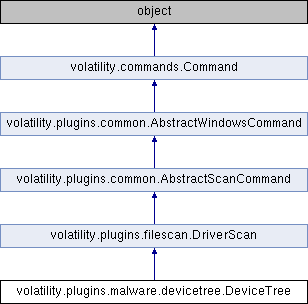 object
volatility.commands.Command
volatility.plugins.common.AbstractWindowsCommand
volatility.plugins.common.AbstractScanCommand
volatility.plugins.filescan.DriverScan
volatility.plugins.malware.devicetree.DeviceTree